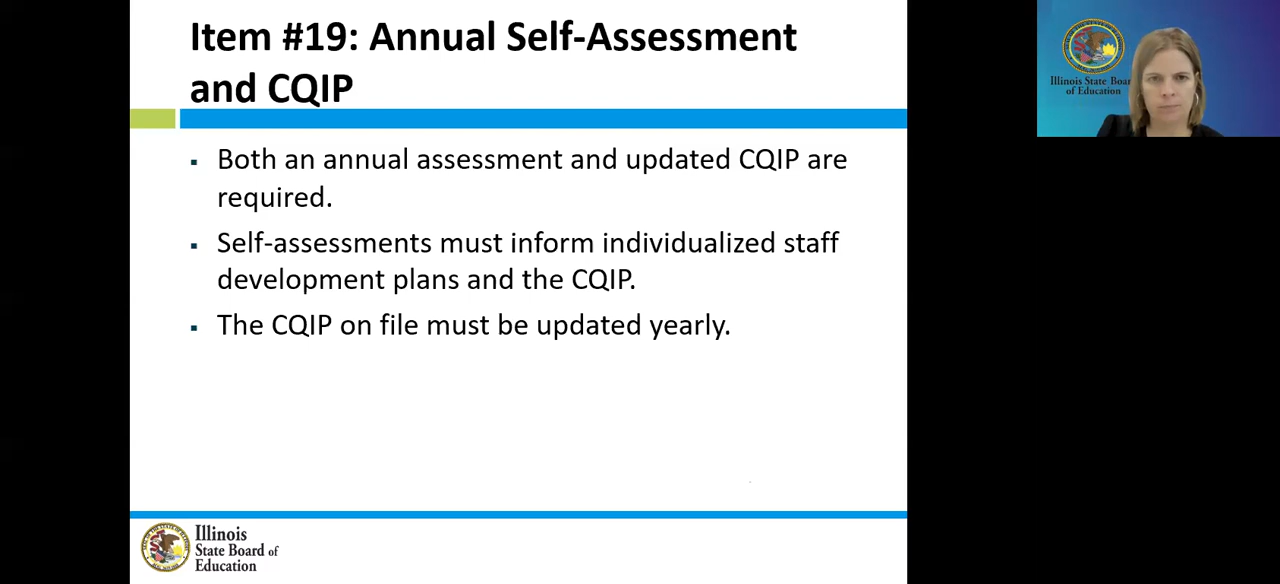 Item #19: Annual Self-Assessment
and CQIP
▪ Both an annual assessment and updated CQIP are
required.
▪ Self-assessments must inform individualized staff
development plans and the CQIP.
▪ The CQIP on file must be updated yearly.
Illinois
State Board of
Education
Illinois State Boar
of Education